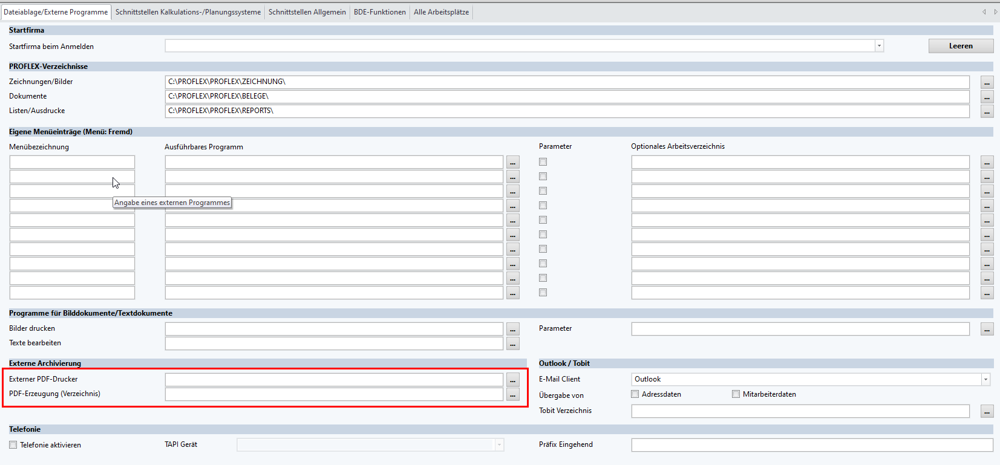 Dateiablage/Externe Programme Schnittstellen Kalkulations-/Planungssysteme Schnittstellen Allgemein BDE-Funktionen Alle Arbeitsplätze
Startfirma
Startfirma beim Anmelden Leeren
PROFLEX-Verzeichnisse
Zeichnungen/Bilder C:\PROFLEX\PROFLEX\ZEICHNUNG\ ...
Dokumente C:\PROFLEX\PROFLEX\BELEGE\ ...
Listen/Ausdrucke C:\PROFLEX\PROFLEX\REPORTS\ ...
Eigene Menüeinträge (Menü: Fremd)
Menübezeichnung Ausführbares Programm Parameter Optionales Arbeitsverzeichnis
... ...
... ...
... ...
Angabe eines externen Programmes ... ...
... ...
... ...
... ...
... ...
... ...
... ...
Programme für Bilddokumente/Textdokumente
Bilder drucken ... Parameter ...
Texte bearbeiten ...
Externe Archivierung Outlook / Tobit
Externer PDF-Drucker ... E-Mail Client Outlook
PDF-Erzeugung (Verzeichnis) ... Übergabe von Adressdaten Mitarbeiterdaten
Tobit Verzeichnis ...
Telefonie
Telefonie aktivieren TAPI Gerät Präfix Eingehend